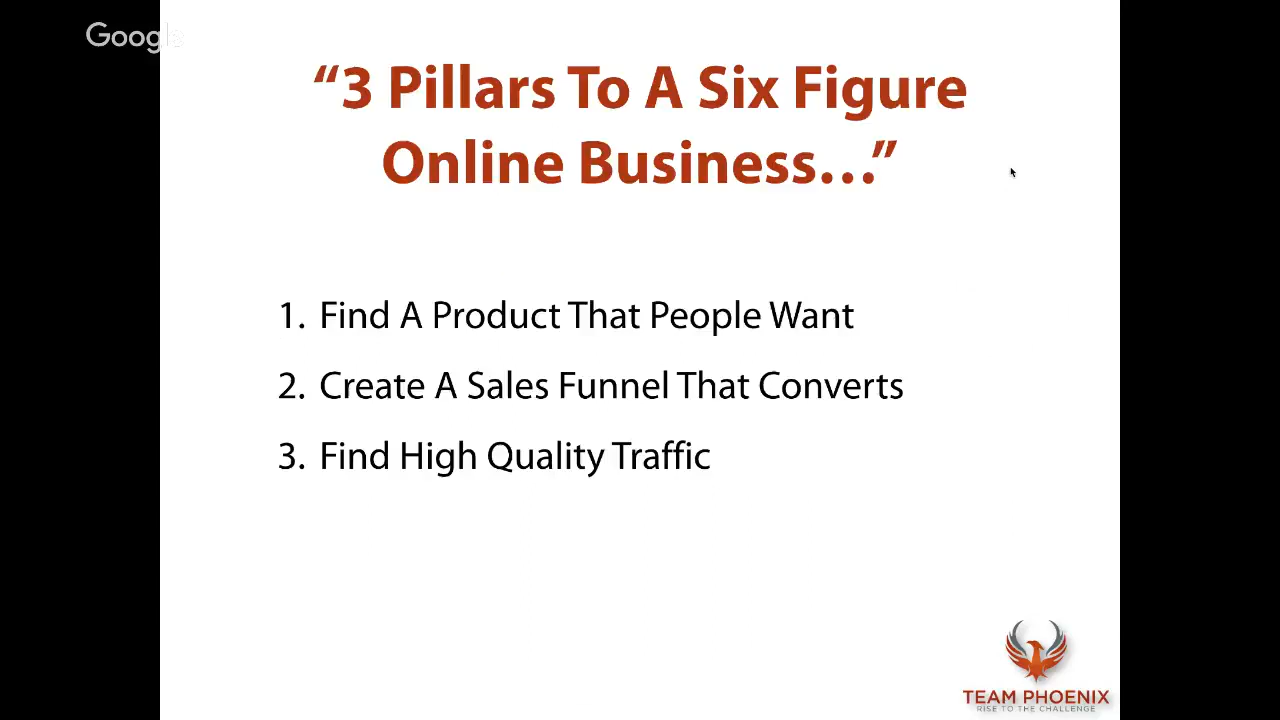 Google
“3 Pillars To A Six Figure
Online Business…”
1. Find A Product That People Want
2. Create A Sales Funnel That Converts
3. Find High Quality Traffic
TEAM PHOENIX
RISE TO THE CHALLENGE